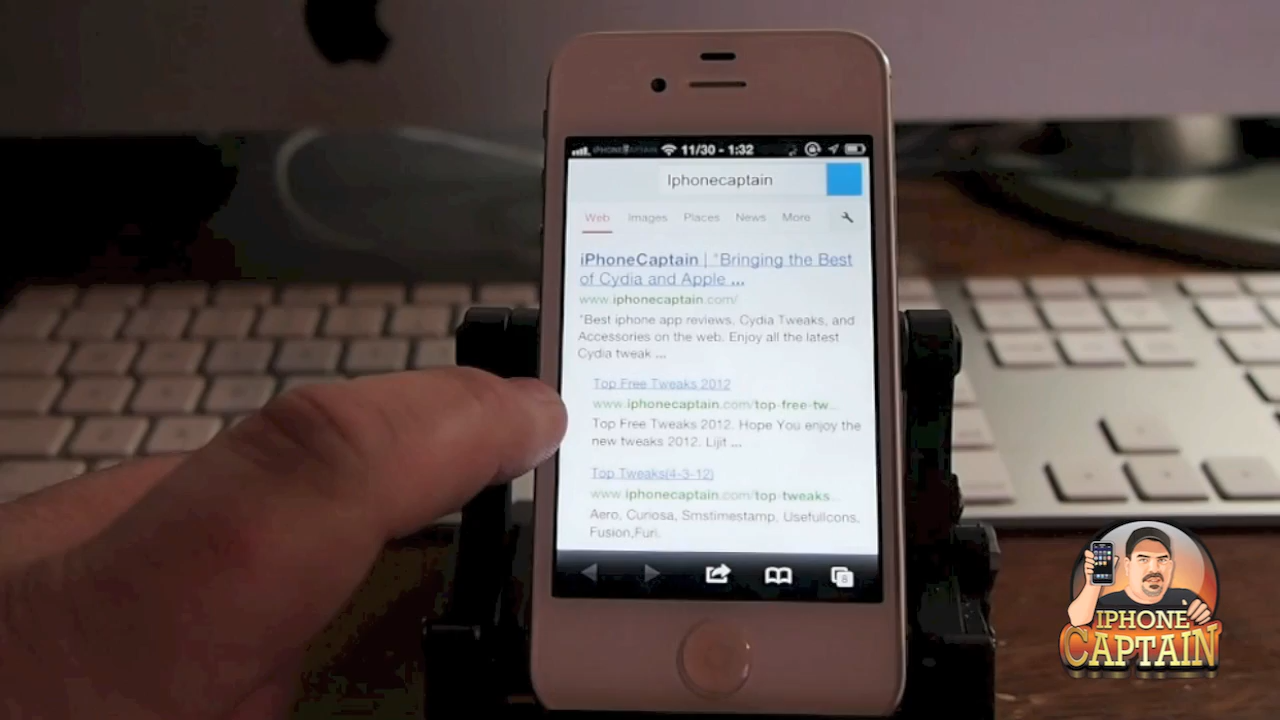 iPHONECAPTAIN 11/30 - 1:32
Iphonecaptain
Web Images Places News More
iPhoneCaptain | "Bringing the Best
of Cydia and Apple ...
www.iphonecaptain.com/
"Best iphone app reviews, Cydia Tweaks, and
Accessories on the web. Enjoy all the latest
Cydia tweak ...
Top Free Tweaks 2012
www.iphonecaptain.com/top-free-tw...
Top Free Tweaks 2012. Hope You enjoy the
new tweaks 2012. Lijit ...
Top Tweaks(4-3-12)
www.iphonecaptain.com/top-tweaks...
Aero, Curiosa, Smstimestamp, UsefulIcons,
Fusion,Furi.
8
IPHONE
CAPTAIN